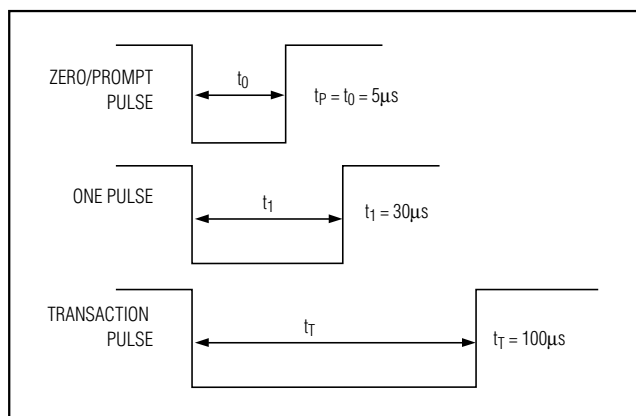 ZERO/PROMPT
PULSE
t0
tP = t0 = 5μs
ONE PULSE
t1
t1 = 30μs
TRANSACTION
PULSE
tT
tT = 100μs